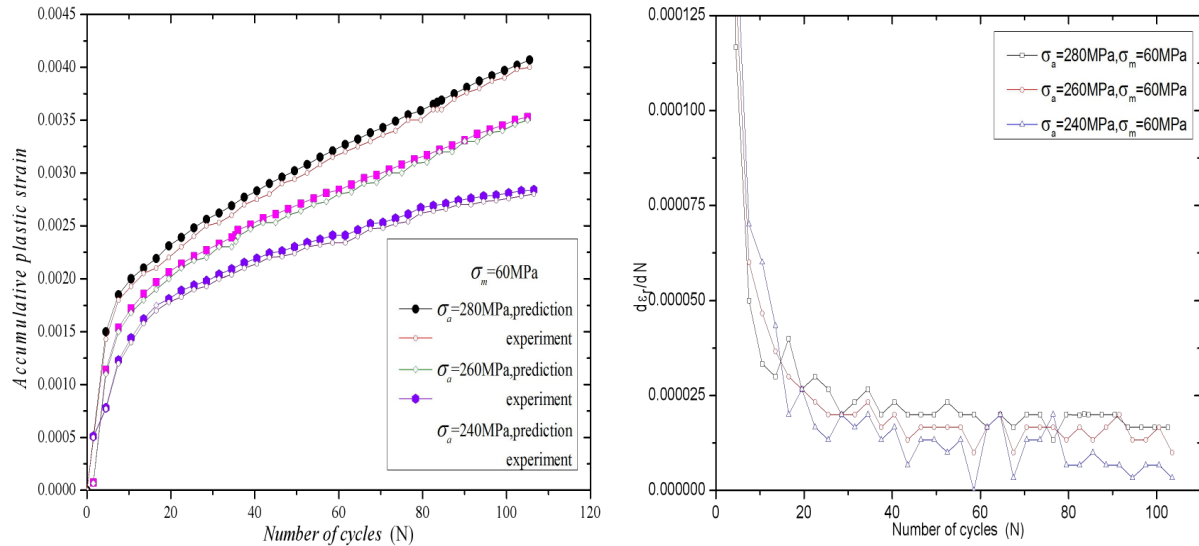 0.0045
0.0040
0.0035
0.0030
0.0025
0.0020
0.0015
0.0010
0.0005
0.0000
Accumulative plastic strain
0 20 40 60 80 100 120
Number of cycles (N)
σm=60MPa
σa=280MPa,prediction
experiment
σa=260MPa,prediction
experiment
σa=240MPa,prediction
experiment
0.000125
0.000100
0.000075
0.000050
0.000025
0.000000
dεr/dN
0 20 40 60 80 100
Number of cycles (N)
σa=280MPa,σm=60MPa
σa=260MPa,σm=60MPa
σa=240MPa,σm=60MPa